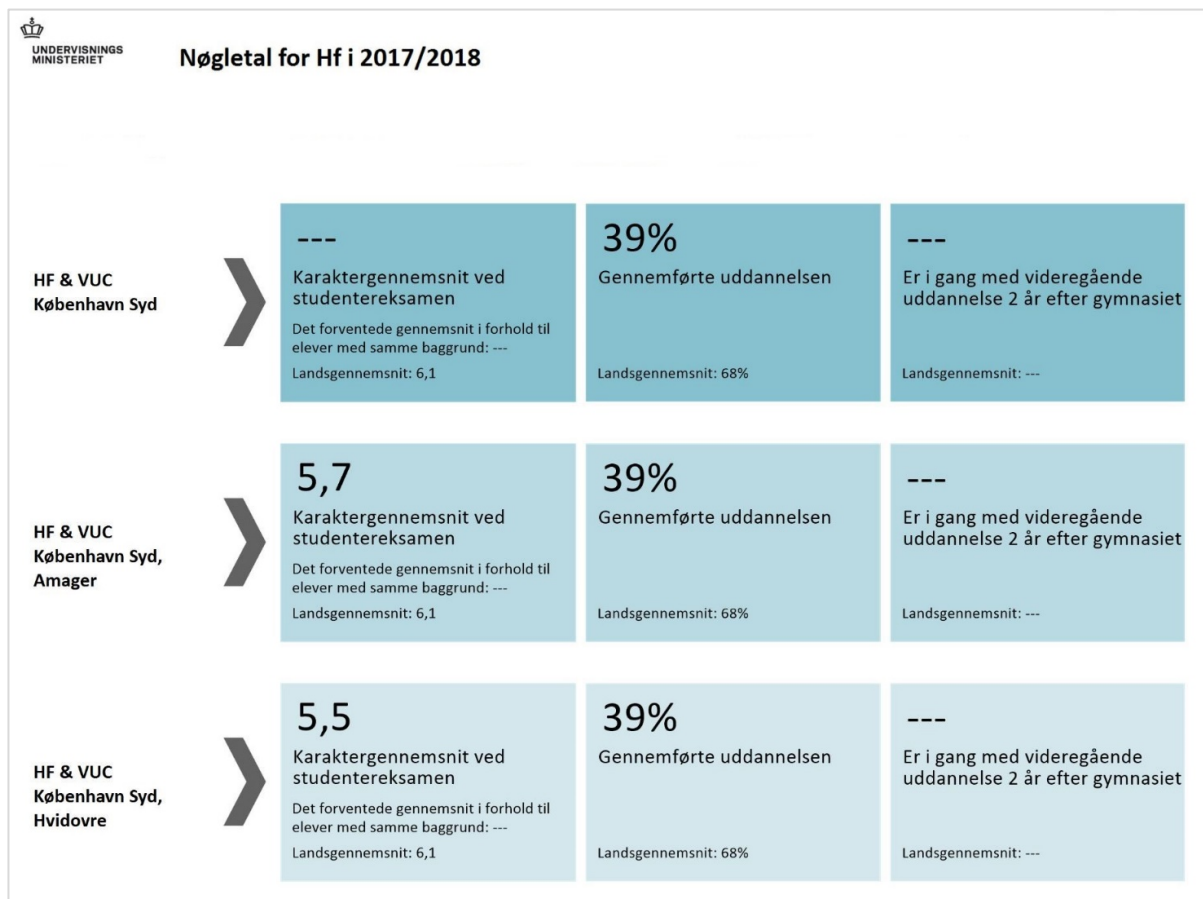 UNDERVISNINGS
MINISTERIET
Nøgletal for Hf i 2017/2018
HF & VUC
København Syd
---
Karaktergennemsnit ved
studentereksamen
Det forventede gennemsnit i forhold til
elever med samme baggrund: ---
Landsgennemsnit: 6,1
39%
Gennemførte uddannelsen
Landsgennemsnit: 68%
---
Er i gang med videregående
uddannelse 2 år efter gymnasiet
Landsgennemsnit: ---
HF & VUC
København Syd,
Amager
5,7
Karaktergennemsnit ved
studentereksamen
Det forventede gennemsnit i forhold til
elever med samme baggrund: ---
Landsgennemsnit: 6,1
39%
Gennemførte uddannelsen
Landsgennemsnit: 68%
---
Er i gang med videregående
uddannelse 2 år efter gymnasiet
Landsgennemsnit: ---
HF & VUC
København Syd,
Hvidovre
5,5
Karaktergennemsnit ved
studentereksamen
Det forventede gennemsnit i forhold til
elever med samme baggrund: ---
Landsgennemsnit: 6,1
39%
Gennemførte uddannelsen
Landsgennemsnit: 68%
---
Er i gang med videregående
uddannelse 2 år efter gymnasiet
Landsgennemsnit: ---